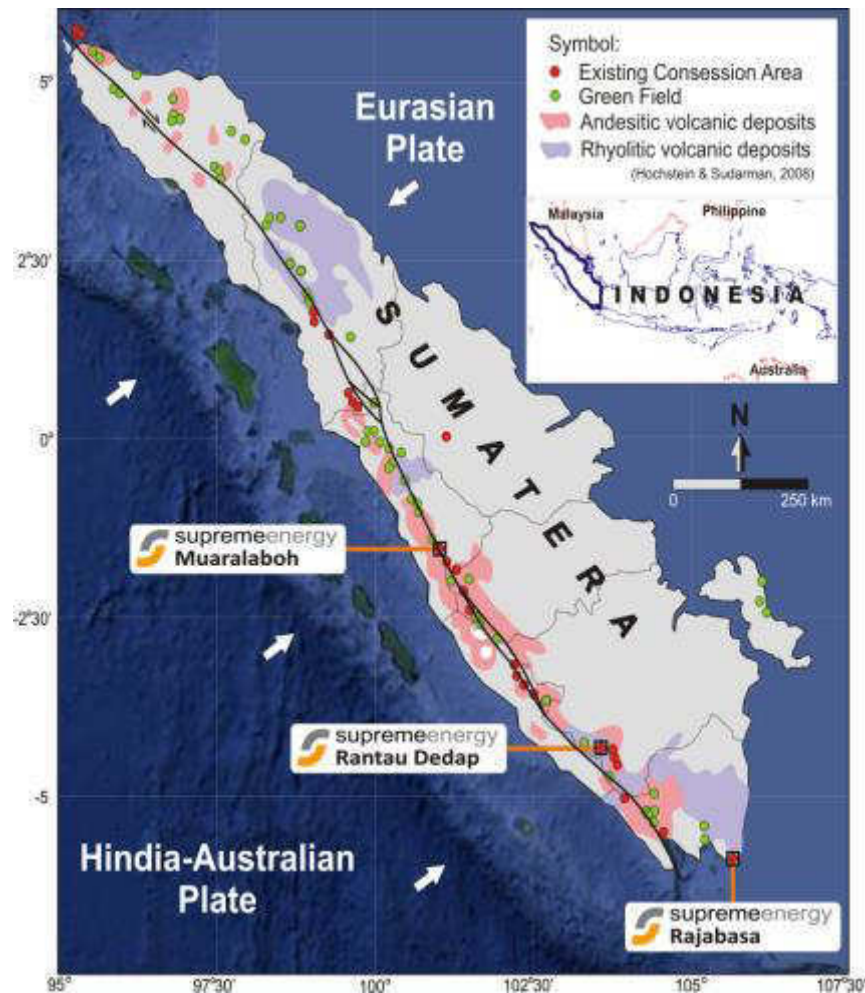 Symbol:
Existing Consession Area
Green Field
Andesitic volcanic deposits
Rhyolitic volcanic deposits
(Hochstein & Sudarman, 2008)
Malaysia
Philippine
INDONESIA
Australia
Eurasian
Plate
SUMATERA
N
0 250 km
supremeenergy
Muaralaboh
supremeenergy
Rantau Dedap
supremeenergy
Rajabasa
Hindia-Australian
Plate
5°
2°30'
0°
-2°30'
-5
95° 97°30' 100° 102°30' 105° 107°30'